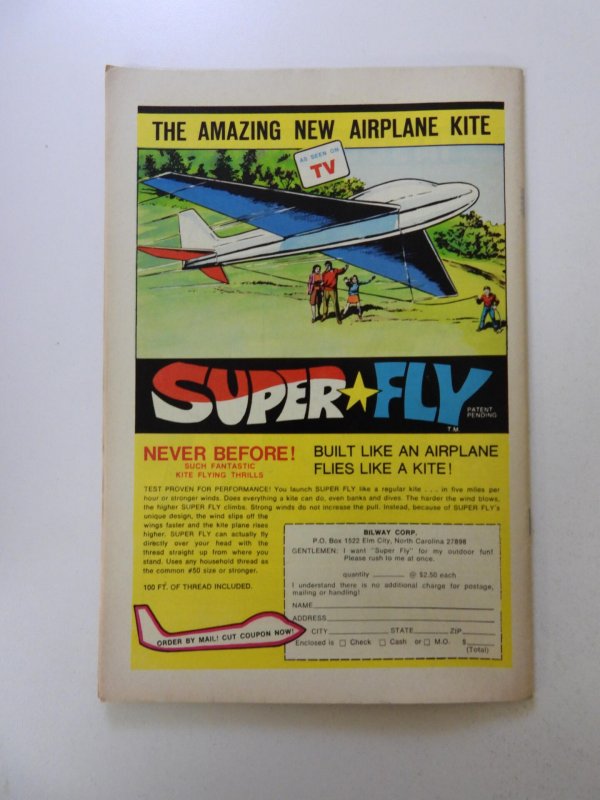 THE AMAZING NEW AIRPLANE KITE
AS SEEN ON
TV
SUPER FLY
PATENT
PENDING
T.M.
NEVER BEFORE!
SUCH FANTASTIC
KITE FLYING THRILLS
BUILT LIKE AN AIRPLANE
FLIES LIKE A KITE!
TEST PROVEN FOR PERFORMANCE! You launch SUPER FLY like a regular kite . . . in five miles per
hour or stronger winds. Does everything a kite can do, even banks and dives. The harder the wind blows,
the higher SUPER FLY climbs. Strong winds do not increase the pull. Instead, because of SUPER FLY's
unique design, the wind slips off the
wings faster and the kite plane rises
higher. SUPER FLY can actually fly
directly over your head with the
thread straight up from where you
stand. Uses any household thread as
the common #50 size or stronger.
100 FT. OF THREAD INCLUDED.
ORDER BY MAIL! CUT COUPON NOW!
BILWAY CORP.
P.O. Box 1522 Elm City, North Carolina 27898
GENTLEMEN: I want "Super Fly" for my outdoor fun!
Please rush to me at once.
quantily ______ @ $2.50 each
I understand there is no additional charge for postage,
mailing or handling!
NAME
ADDRESS
CITY STATE ZIP
Enclosed is □ Check □ Cash or □ M.O. $
(Total)